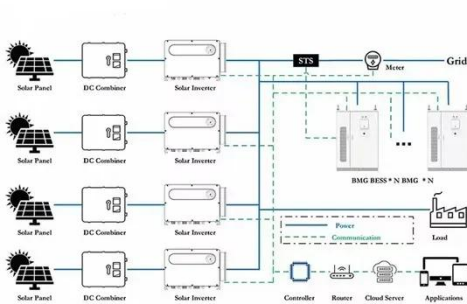 STS
Meter
Grid
Solar Panel DC Combiner Solar Inverter
Solar Panel DC Combiner Solar Inverter
BMG BESS * N BMG * N
Solar Panel DC Combiner Solar Inverter
Power
Communication
Load
Solar Panel DC Combiner Solar Inverter
Controller Router Cloud Server Applications